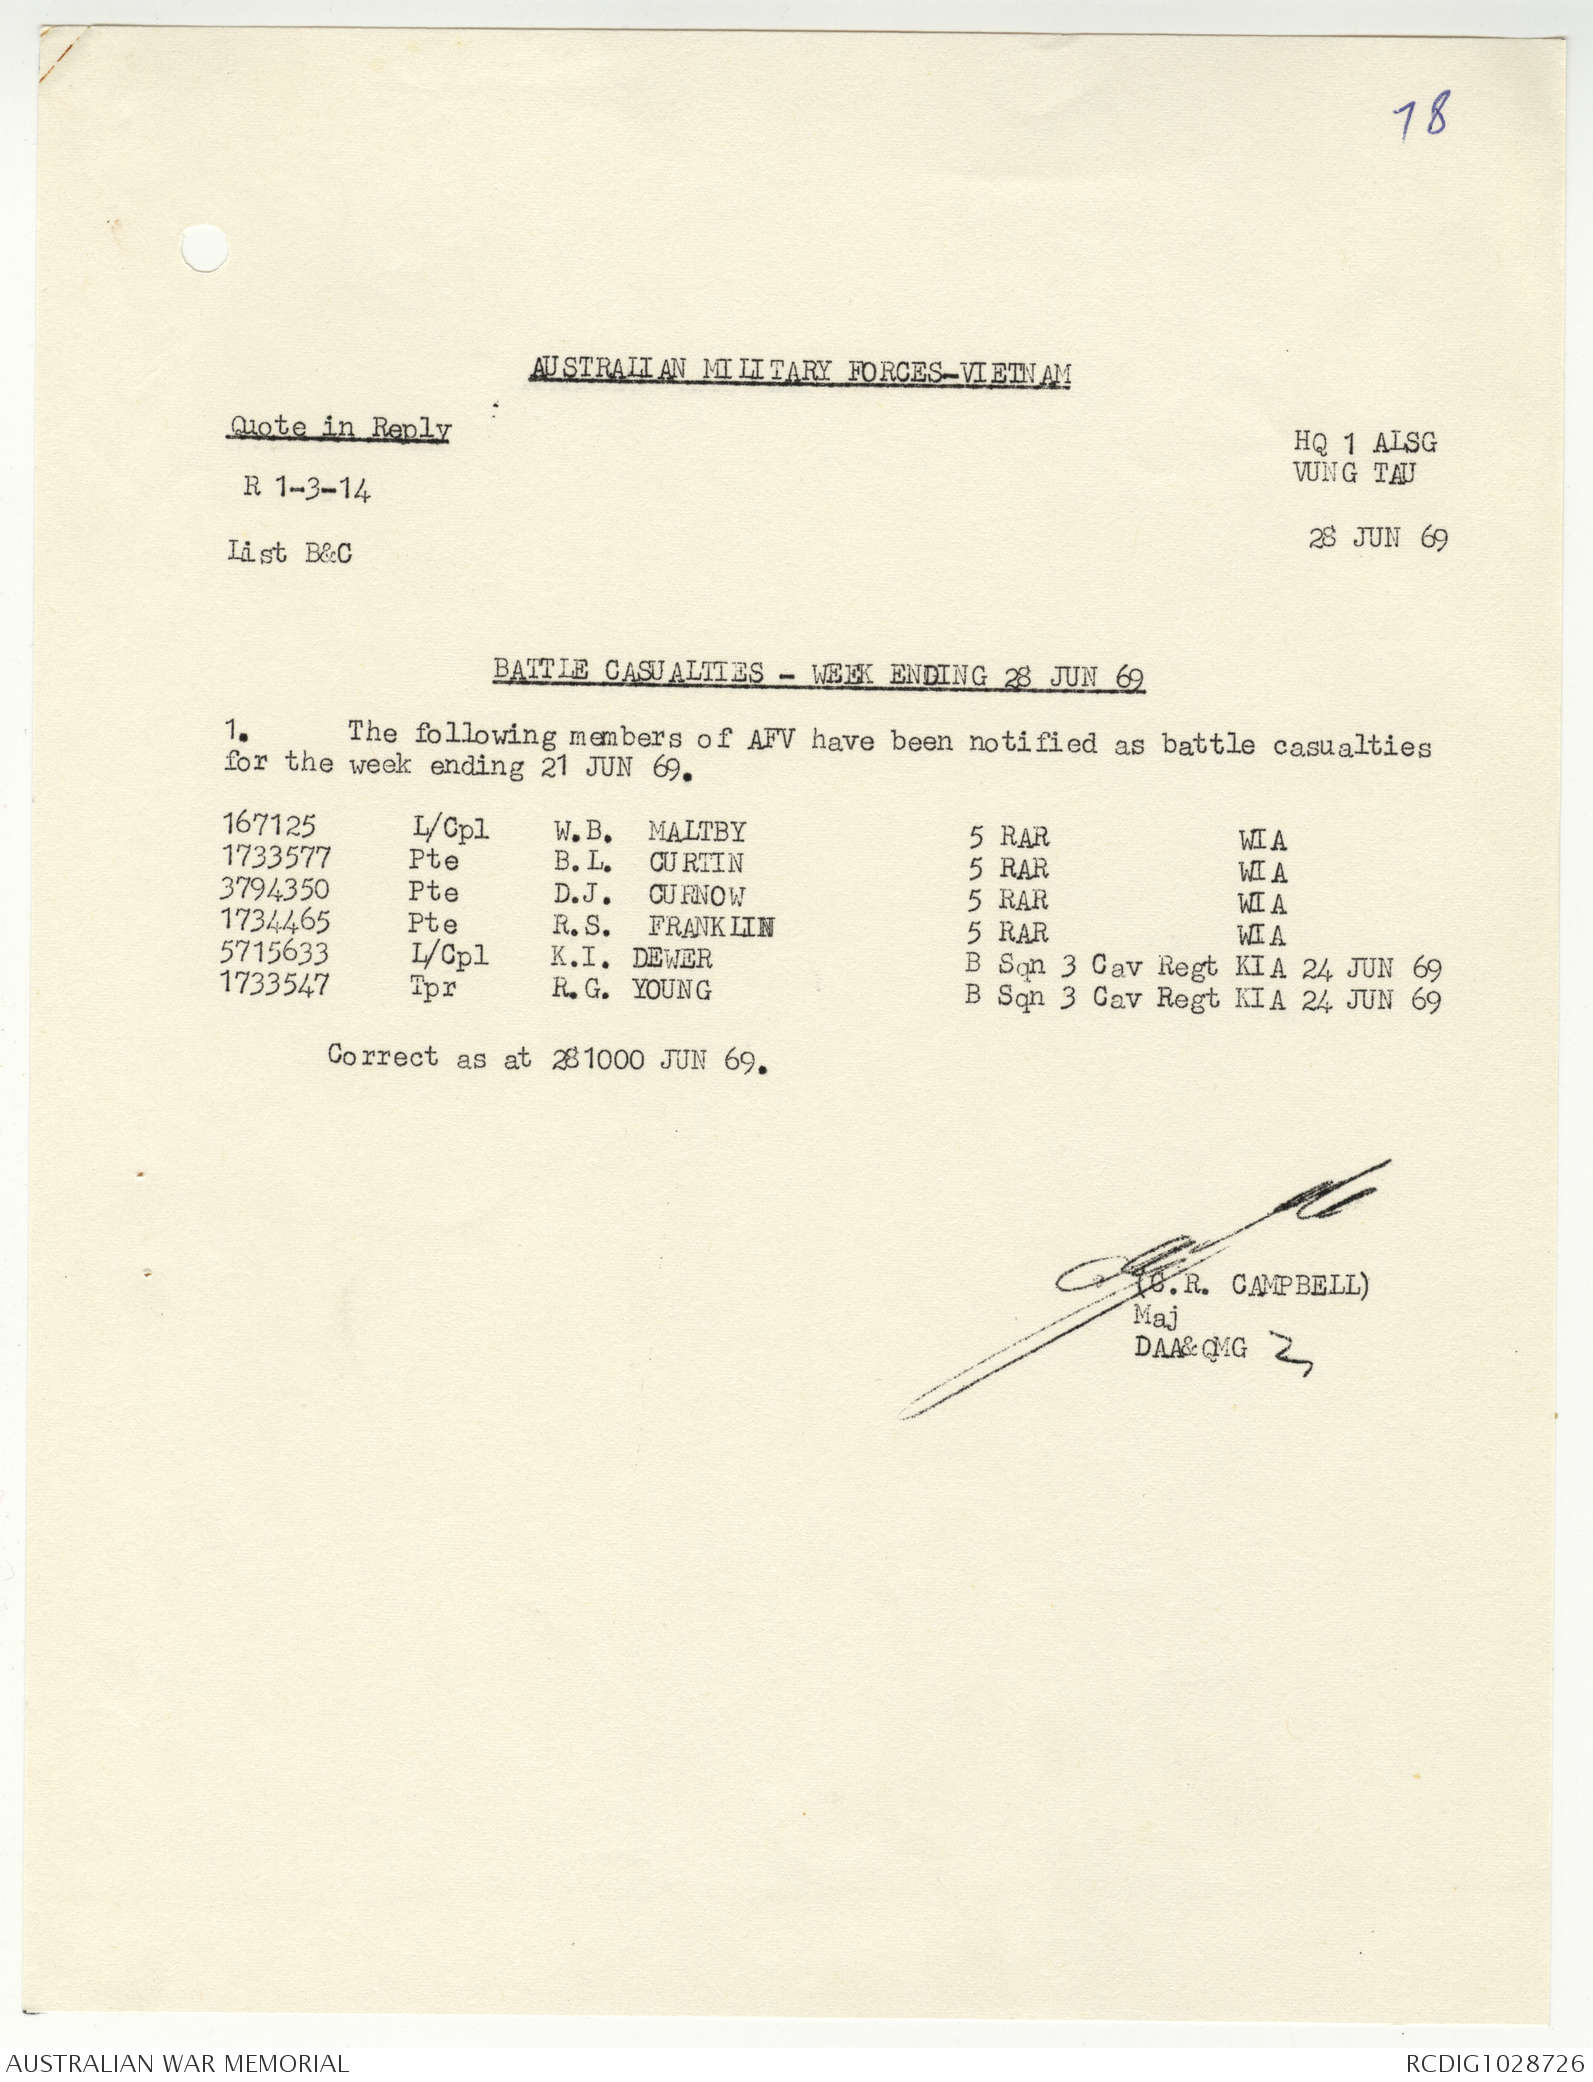 78
AUSTRALIAN MILITARY FORCES-VIETNAM
Quote in Reply
HQ 1 ALSG
VUNG TAU
R 1-3-14
28 JUN 69
List B&C
BATTLE CASUALTIES - WEEK ENDING 28 JUN 69
1. The following members of AFV have been notified as battle casualties
for the week ending 21 JUN 69.
167125 L/Cpl W.B. MALTBY 5 RAR WIA
1733577 Pte B.L. CURTIN 5 RAR WIA
3794350 Pte D.J. CURNOW 5 RAR WIA
1734465 Pte R.S. FRANKLIN 5 RAR WIA
5715633 L/Cpl K.I. DEWER B Sqn 3 Cav Regt KIA 24 JUN 69
1733547 Tpr R.G. YOUNG B Sqn 3 Cav Regt KIA 24 JUN 69
Correct as at 281000 JUN 69.
R. CAMPBELL)
Maj
DAA&QMG
AUSTRALIAN WAR MEMORIAL
RCDIG1028726